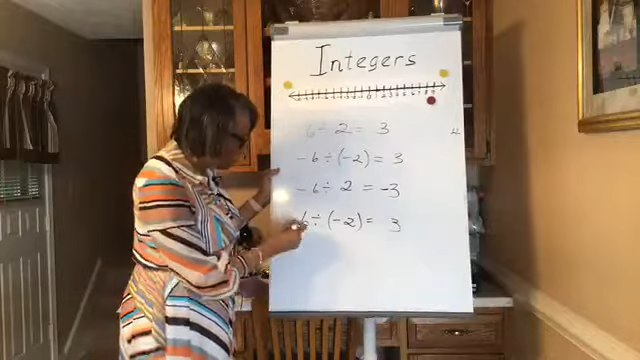 Integers
6 ÷ 2 = 3
-6 ÷ (-2) = 3
-6 ÷ 2 = -3
6 ÷ (-2) = 3